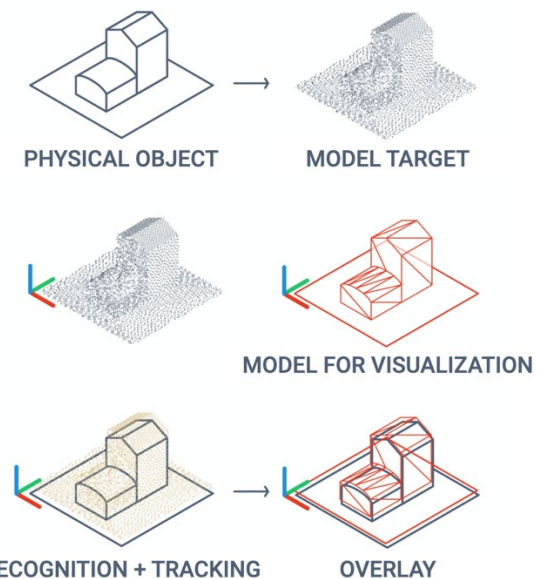 PHYSICAL OBJECT
MODEL TARGET
MODEL FOR VISUALIZATION
ECOGNITION + TRACKING
OVERLAY